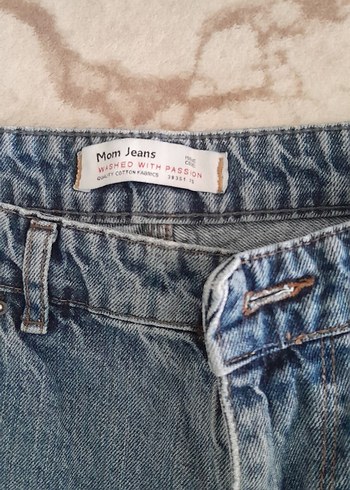 Mom Jeans
WASHED WITH PASSION
QUALITY COTTON FABRICS